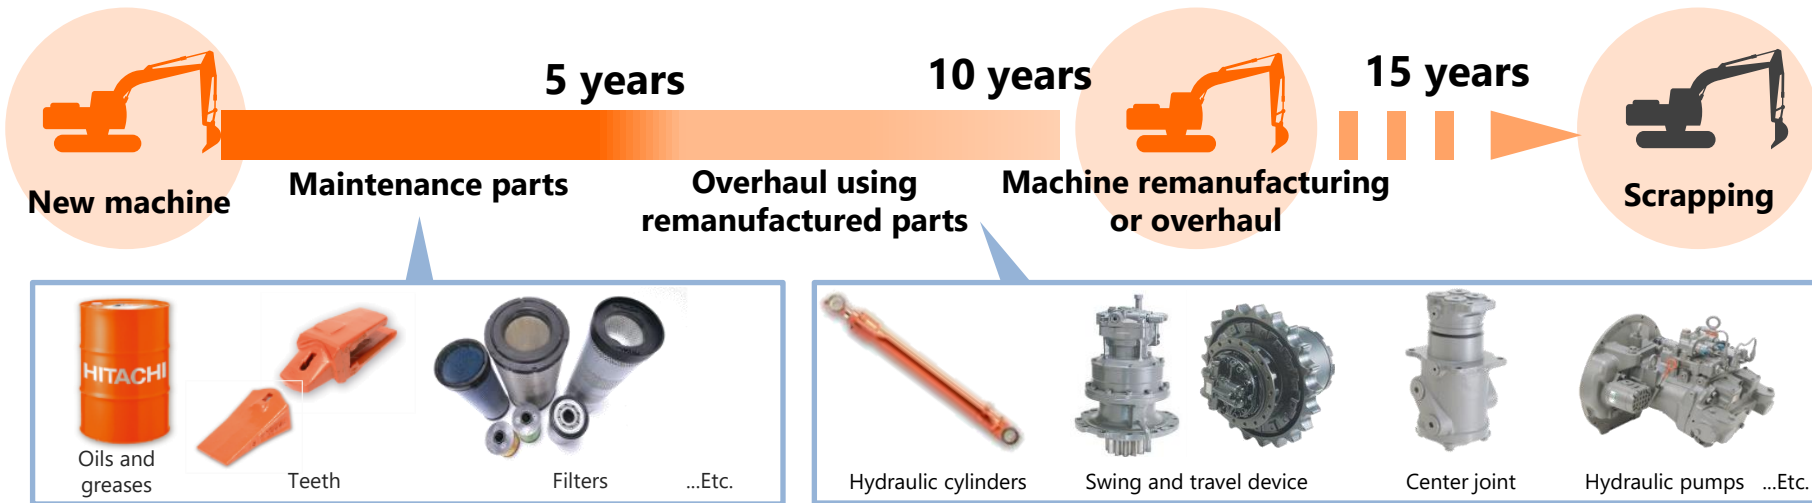 5 years
10 years
15 years
New machine
Maintenance parts
Overhaul using
remanufactured parts
Machine remanufacturing
or overhaul
Scrapping
HITACHI
Oils and
greases
Teeth
Filters
...Etc.
Hydraulic cylinders
Swing and travel device
Center joint
Hydraulic pumps
...Etc.